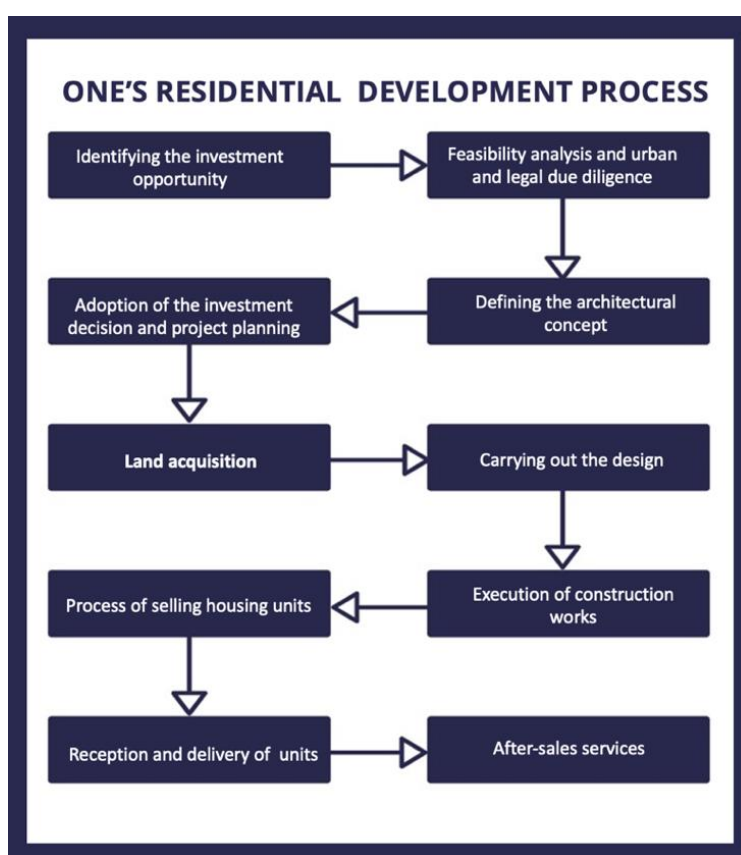 ONE'S RESIDENTIAL DEVELOPMENT PROCESS
Identifying the investment
opportunity
Feasibility analysis and urban
and legal due diligence
Defining the architectural
concept
Adoption of the investment
decision and project planning
Land acquisition
Carrying out the design
Execution of construction
works
Process of selling housing units
Reception and delivery of units
After-sales services